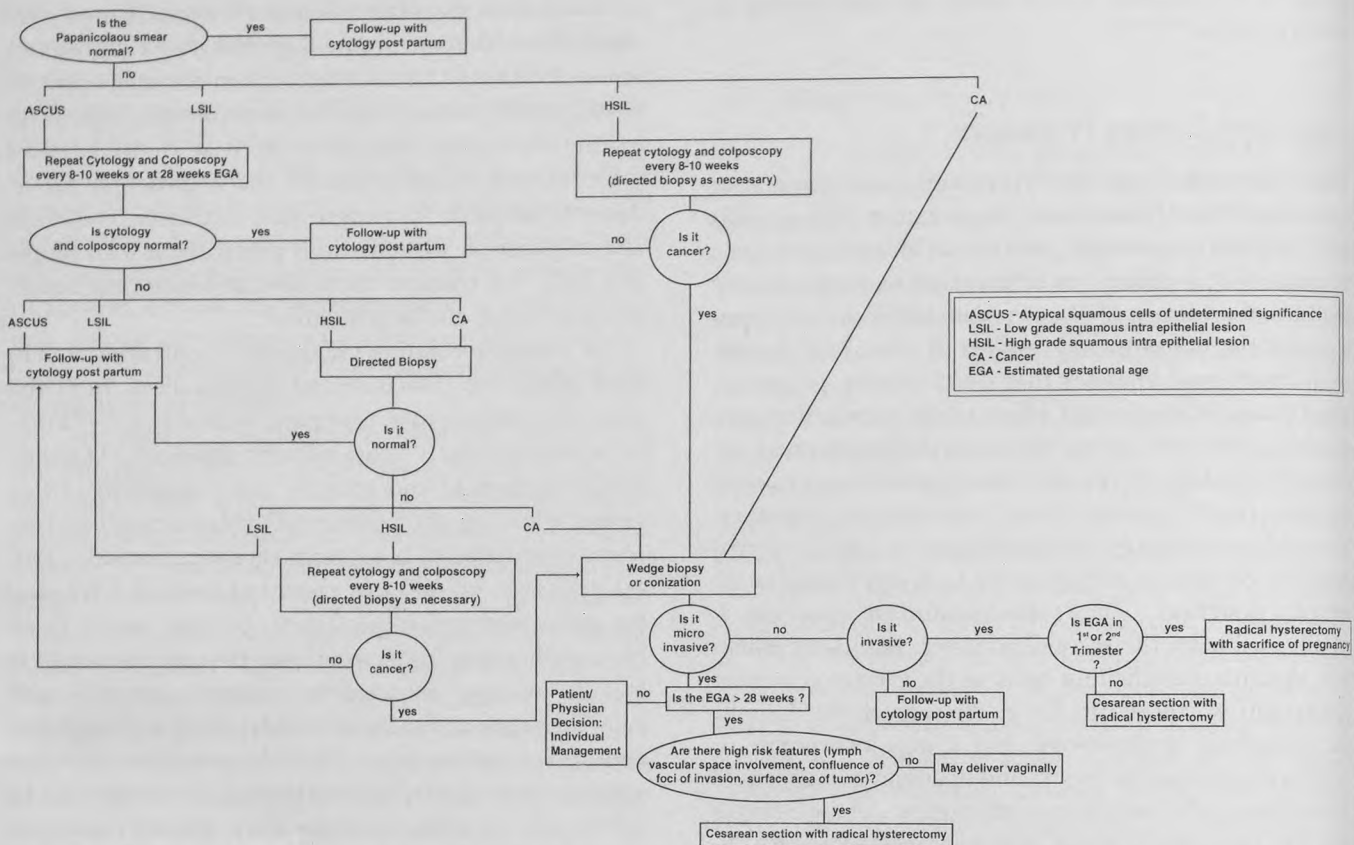 Is the
Papanicolaou smear
normal?
yes
Follow-up with
cytology post partum
no
ASCUS
LSIL
HSIL
CA
Repeat Cytology and Colposcopy
every 8-10 weeks or at 28 weeks EGA
Repeat cytology and colposcopy
every 8-10 weeks
(directed biopsy as necessary)
Is cytology
and colposcopy normal?
yes
Follow-up with
cytology post partum
no
Is it
cancer?
no
yes
ASCUS - Atypical squamous cells of undetermined significance
LSIL - Low grade squamous intra epithelial lesion
HSIL - High grade squamous intra epithelial lesion
CA - Cancer
EGA - Estimated gestational age
ASCUS
LSIL
HSIL
CA
Follow-up with
cytology post partum
Directed Biopsy
yes
Is it
normal?
no
LSIL
HSIL
CA
Repeat cytology and colposcopy
every 8-10 weeks
(directed biopsy as necessary)
Wedge biopsy
or conization
no
Is it
cancer?
yes
Is it
micro
invasive?
no
Is it
invasive?
yes
Is EGA in
1st or 2nd
Trimester
?
yes
Radical hysterectomy
with sacrifice of pregnancy
yes
no
no
Patient/
Physician
Decision:
Individual
Management
no
Is the EGA > 28 weeks ?
Follow-up with
cytology post partum
Cesarean section with
radical hysterectomy
yes
Are there high risk features (lymph
vascular space involvement, confluence of
foci of invasion, surface area of tumor)?
no
May deliver vaginally
yes
Cesarean section with radical hysterectomy